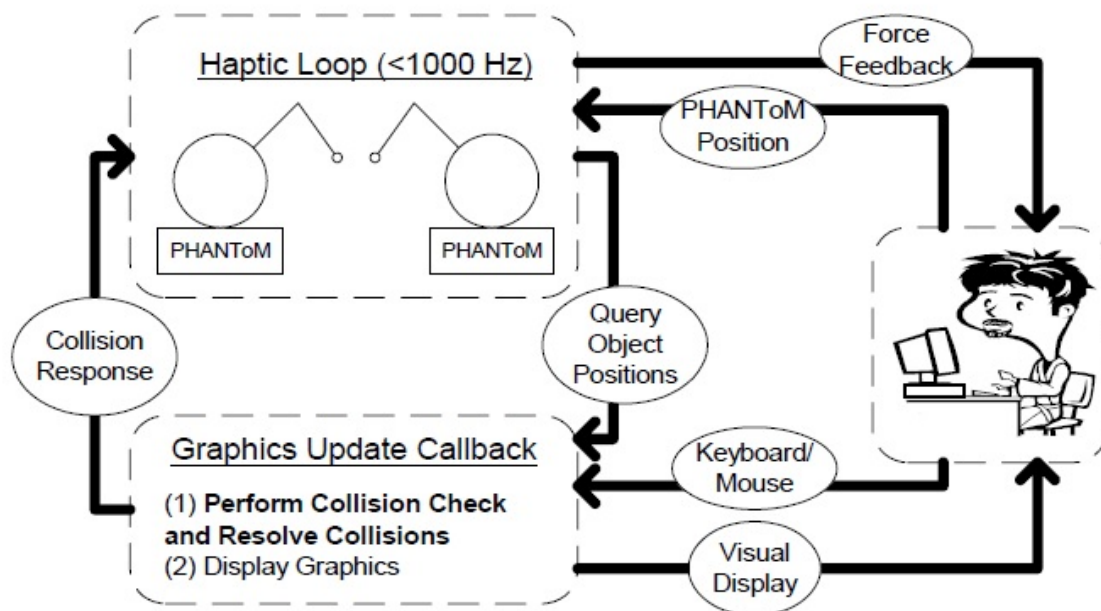 Haptic Loop (<1000 Hz)
PHANToM
PHANToM
Force
Feedback
PHANToM
Position
Collision
Response
Query
Object
Positions
Graphics Update Callback
(1) Perform Collision Check
and Resolve Collisions
(2) Display Graphics
Keyboard/
Mouse
Visual
Display